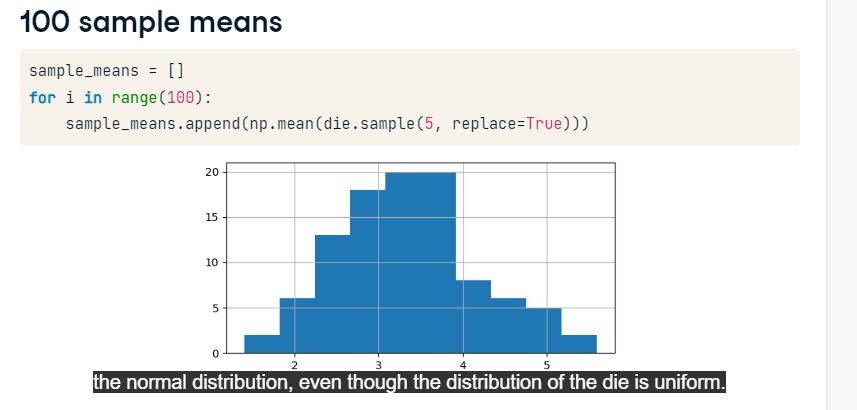 100 sample means
sample_means = []
for i in range(100):
sample_means.append(np.mean(die.sample(5, replace=True)))
20
15
10
5
0
2 3 4 5
the normal distribution, even though the distribution of the die is uniform.